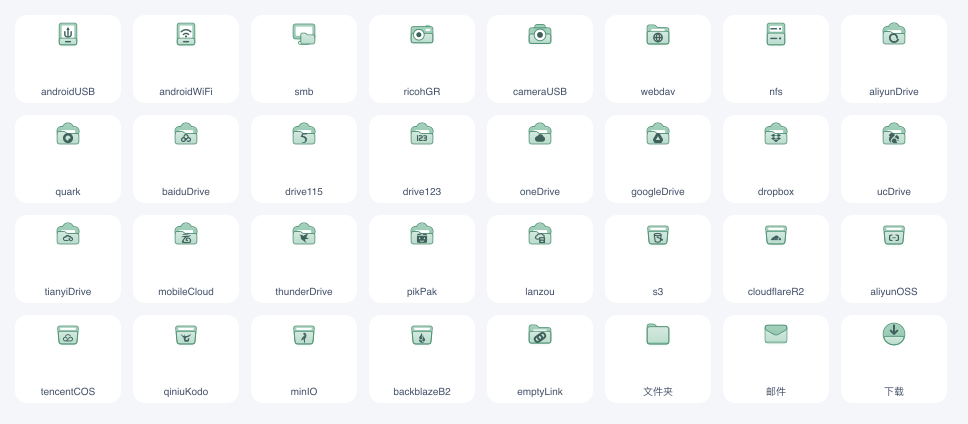 androidUSB androidWiFi smb ricohGR cameraUSB webdav nfs aliyunDrive
123
quark baiduDrive drive115 drive123 oneDrive googleDrive dropbox ucDrive
tianyiDrive mobileCloud thunderDrive pikPak lanzou s3 cloudflareR2 aliyunOSS
tencentCOS qiniuKodo minIO backblazeB2 emptyLink 文件夹 邮件 下载